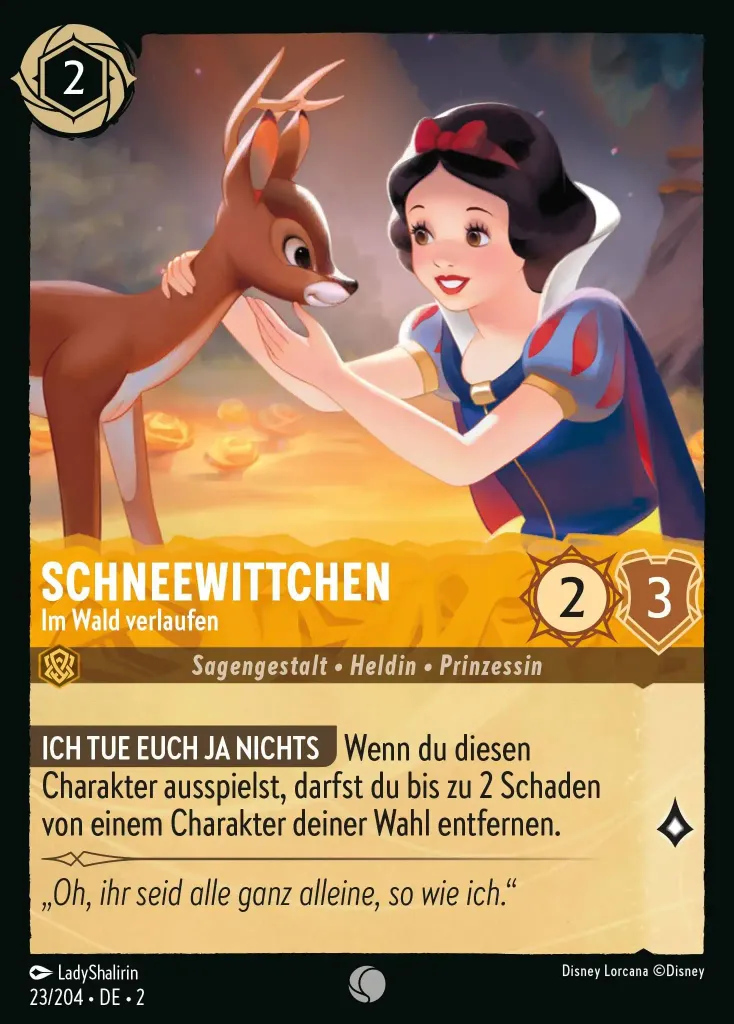 2
SCHNEEWITTCHEN
Im Wald verlaufen
2
3
Sagengestalt • Heldin • Prinzessin
ICH TUE EUCH JA NICHTS Wenn du diesen
Charakter ausspielst, darfst du bis zu 2 Schaden
von einem Charakter deiner Wahl entfernen.
„Oh, ihr seid alle ganz alleine, so wie ich.“
LadyShalirin
Disney Lorcana ©Disney
23/204 • DE • 2